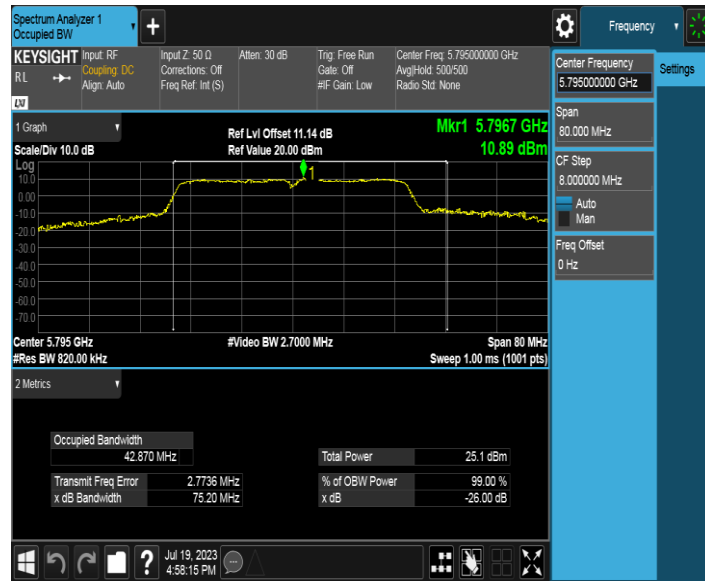 Spectrum Analyzer 1
Occupied BW
+
Frequency
KEYSIGHT
RL
LXI
Input: RF
Coupling: DC
Align: Auto
Input Z: 50 Ω
Corrections: Off
Freq Ref: Int (S)
Atten: 30 dB
Trig: Free Run
Gate: Off
#IF Gain: Low
Center Freq: 5.795000000 GHz
Avg|Hold: 500/500
Radio Std: None
Center Frequency
5.795000000 GHz
Settings
Span
80.000 MHz
CF Step
8.000000 MHz
Auto
Man
Freq Offset
0 Hz
1 Graph
Scale/Div 10.0 dB
Ref Lvl Offset 11.14 dB
Ref Value 20.00 dBm
Mkr1 5.7967 GHz
10.89 dBm
Log
10.0
0.00
-10.0
-20.0
-30.0
-40.0
-50.0
-60.0
-70.0
1
Center 5.795 GHz
#Res BW 820.00 kHz
#Video BW 2.7000 MHz
Span 80 MHz
Sweep 1.00 ms (1001 pts)
2 Metrics
Occupied Bandwidth
42.870 MHz
Total Power 25.1 dBm
Transmit Freq Error 2.7736 MHz
% of OBW Power 99.00 %
x dB Bandwidth 75.20 MHz
x dB -26.00 dB
?
Jul 19, 2023
4:58:15 PM